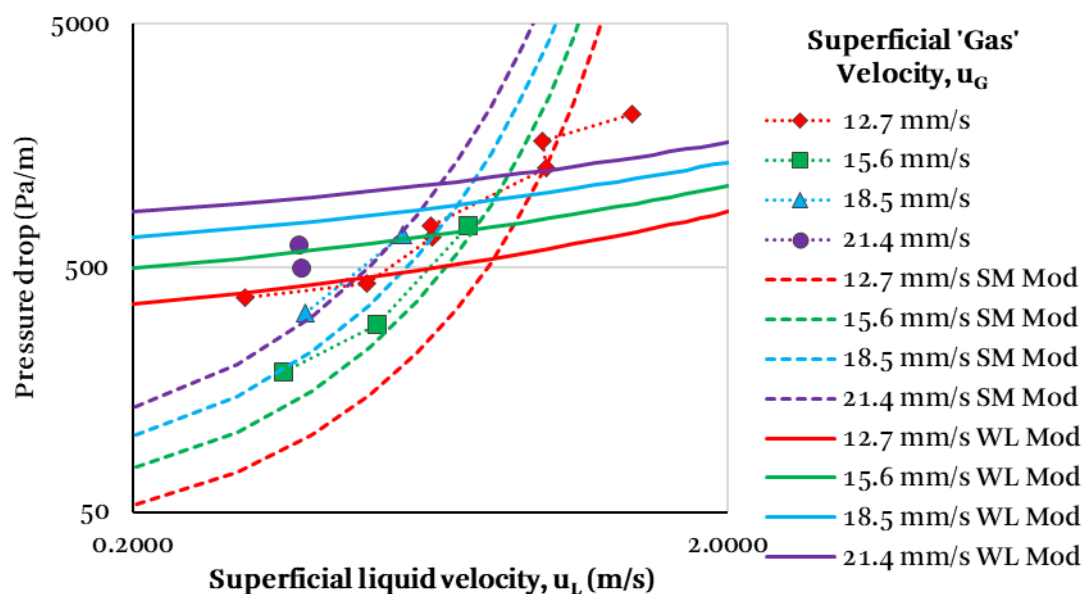 5000
500
50
0.2000
2.0000
Pressure drop (Pa/m)
Superficial liquid velocity, uL (m/s)
Superficial 'Gas'
Velocity, uG
12.7 mm/s
15.6 mm/s
18.5 mm/s
21.4 mm/s
12.7 mm/s SM Mod
15.6 mm/s SM Mod
18.5 mm/s SM Mod
21.4 mm/s SM Mod
12.7 mm/s WL Mod
15.6 mm/s WL Mod
18.5 mm/s WL Mod
21.4 mm/s WL Mod